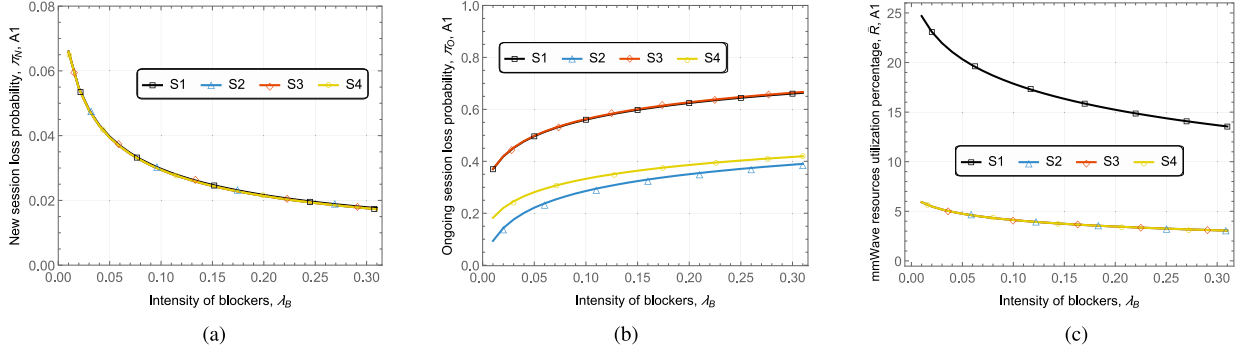 New session loss probability, π_N, A1
0.08
0.06
0.04
0.02
0.00
S1 S2 S3 S4
0.00 0.05 0.10 0.15 0.20 0.25 0.30
Intensity of blockers, λ_B
(a)
Ongoing session loss probability, π_O, A1
1.0
0.8
0.6
0.4
0.2
0.0
S1 S2 S3 S4
0.00 0.05 0.10 0.15 0.20 0.25 0.30
Intensity of blockers, λ_B
(b)
mmWave resources utilization percentage, R̄, A1
25
20
15
10
5
0
S1 S2 S3 S4
0.00 0.05 0.10 0.15 0.20 0.25 0.30
Intensity of blockers, λ_B
(c)